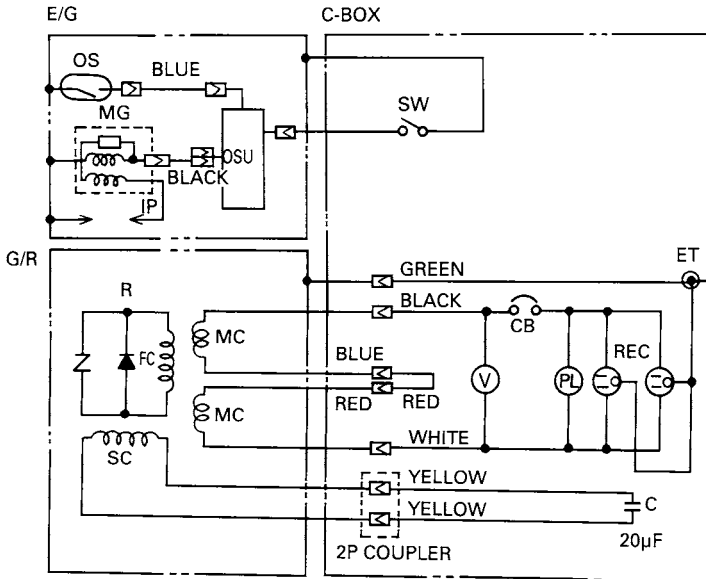 E/G
C-BOX
OS
BLUE
MG
SW
OSU
BLACK
IP
G/R
GREEN
ET
R
BLACK
MC
CB
FC
BLUE
REC
V
PL
RED
RED
MC
WHITE
SC
YELLOW
C
YELLOW
20μF
2P COUPLER